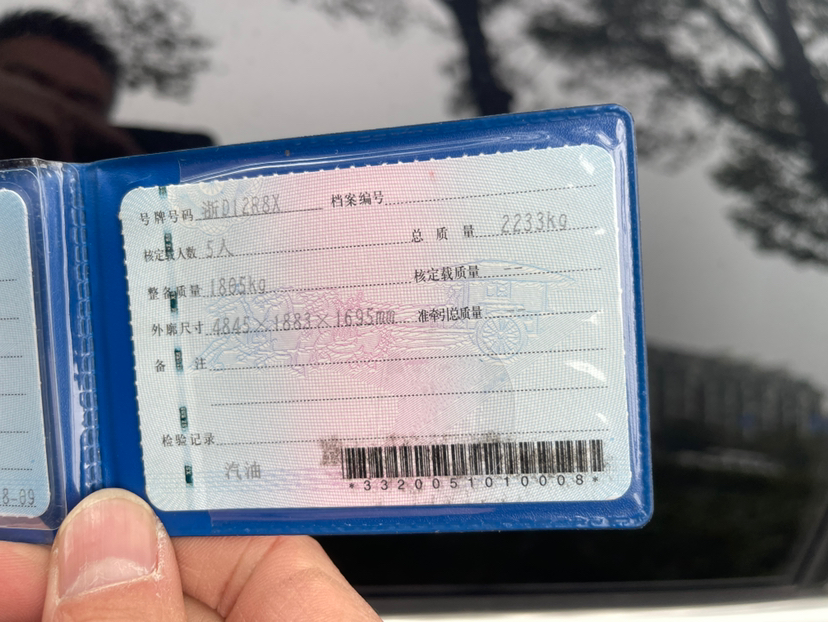 号牌号码 浙D12R8X 档案编号
核定载人数 5人 总质量 2233kg
整备质量 1805kg 核定载质量 --
外廓尺寸 4845×1883×1695mm 准牵引总质量
备注
检验记录
汽油
*3320051010008*
8-09